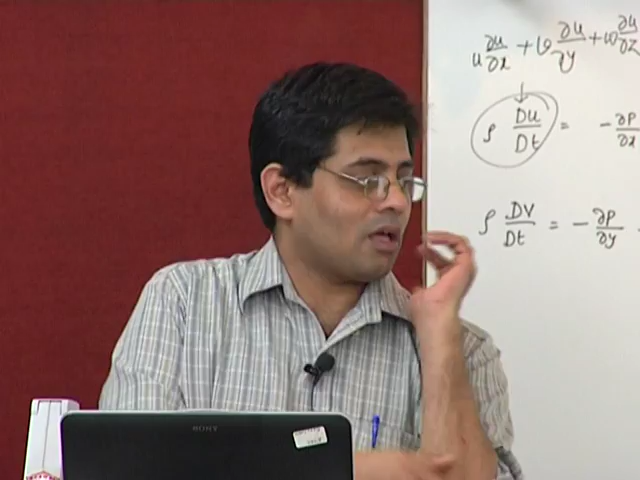 u ∂u/∂x + v ∂u/∂y + w ∂u/∂z
ρ Du/Dt = - ∂P/∂x
ρ DV/Dt = - ∂P/∂y
SONY